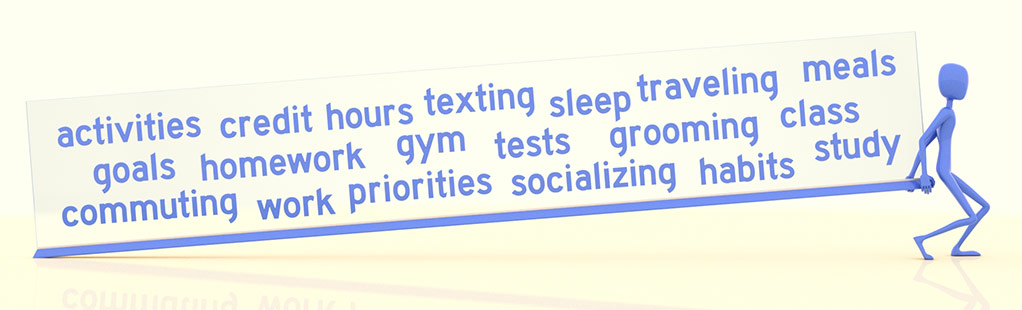 activities credit hours texting sleep traveling meals
goals homework gym tests grooming class
commuting work priorities socializing habits study